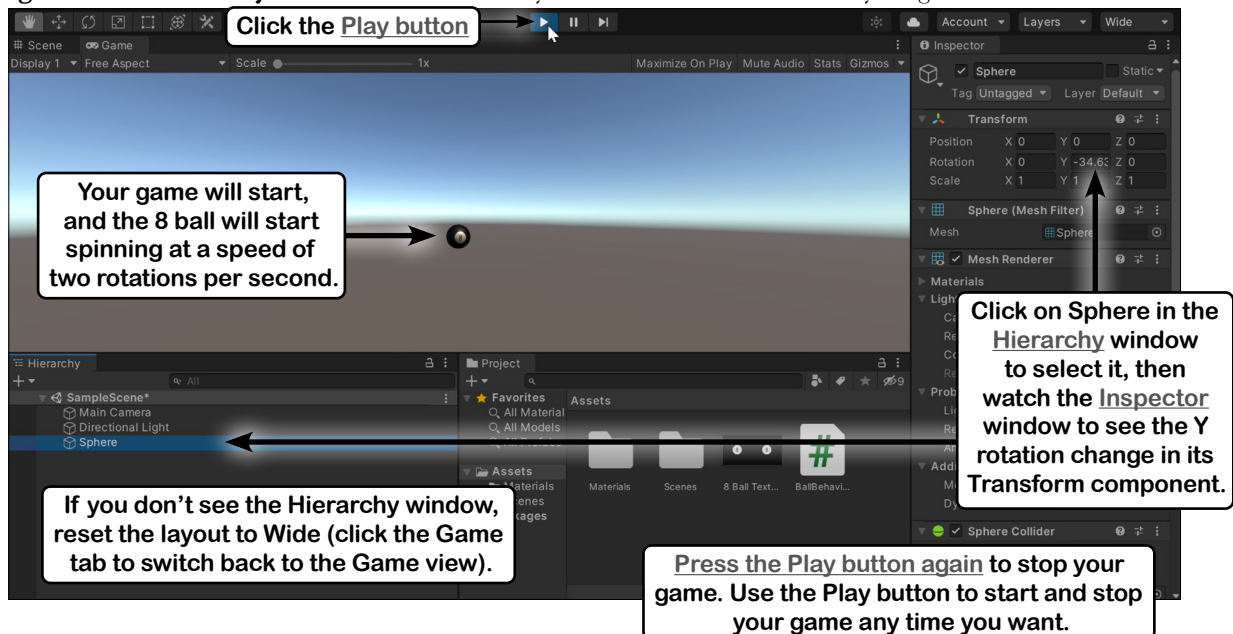 Click the Play button
Account
Layers
Wide
Scene
Game
Display 1
Free Aspect
Scale
1x
Maximize On Play
Mute Audio
Stats
Gizmos
Inspector
Sphere
Static
Tag Untagged
Layer Default
Transform
Position X 0 Y 0 Z 0
Rotation X 0 Y -34.63 Z 0
Scale X 1 Y 1 Z 1
Sphere (Mesh Filter)
Mesh
Sphere
Mesh Renderer
Materials
Your game will start,
and the 8 ball will start
spinning at a speed of
two rotations per second.
Click on Sphere in the
Hierarchy window
to select it, then
watch the Inspector
window to see the Y
rotation change in its
Transform component.
Sphere Collider
Hierarchy
All
SampleScene*
Main Camera
Directional Light
Sphere
If you don't see the Hierarchy window,
reset the layout to Wide (click the Game
tab to switch back to the Game view).
Project
9
Favorites
All Material
All Models
Assets
Materials
Assets
Materials
Scenes
8 Ball Text...
BallBehavi...
Press the Play button again to stop your
game. Use the Play button to start and stop
your game any time you want.